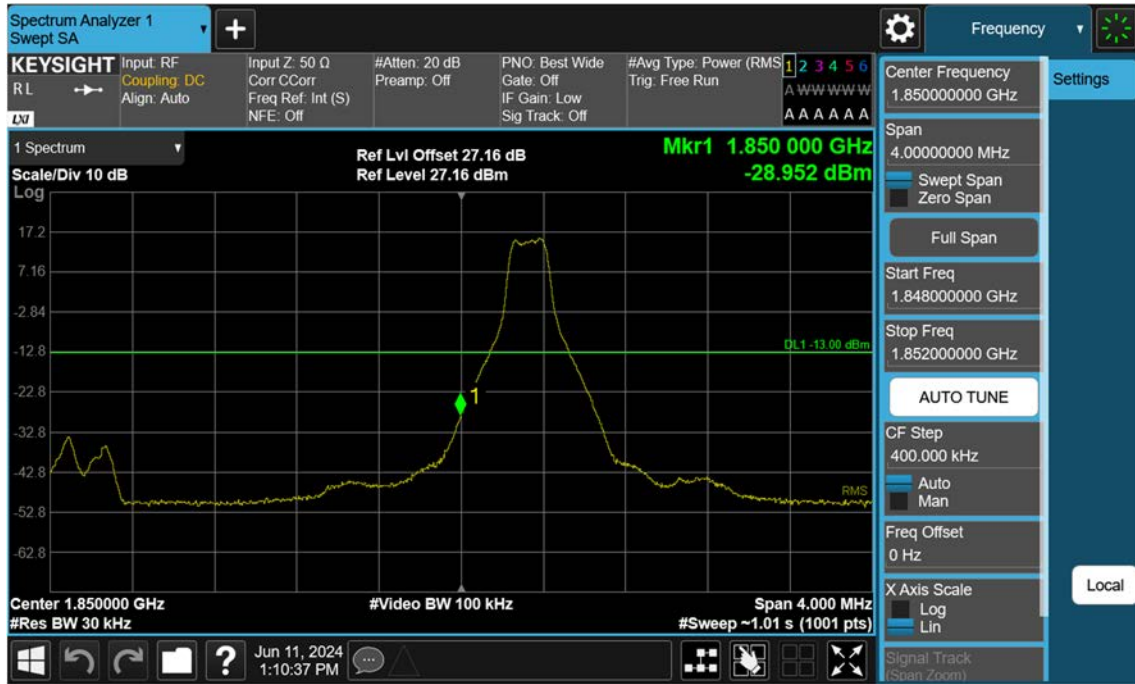 Spectrum Analyzer 1
Swept SA
+
Frequency
KEYSIGHT
RL
LXI
Input: RF
Coupling: DC
Align: Auto
Input Z: 50 Ω
Corr CCorr
Freq Ref: Int (S)
NFE: Off
#Atten: 20 dB
Preamp: Off
PNO: Best Wide
Gate: Off
IF Gain: Low
Sig Track: Off
#Avg Type: Power (RMS
Trig: Free Run
1 2 3 4 5 6
A W W W W W
A A A A A A
1 Spectrum
Scale/Div 10 dB
Ref Lvl Offset 27.16 dB
Ref Level 27.16 dBm
Mkr1 1.850 000 GHz
-28.952 dBm
Log
17.2
7.16
-2.84
-12.8
-22.8
-32.8
-42.8
-52.8
-62.8
DL1 -13.00 dBm
1
RMS
Center 1.850000 GHz
#Res BW 30 kHz
#Video BW 100 kHz
Span 4.000 MHz
#Sweep ~1.01 s (1001 pts)
Center Frequency
1.850000000 GHz
Span
4.00000000 MHz
Swept Span
Zero Span
Full Span
Start Freq
1.848000000 GHz
Stop Freq
1.852000000 GHz
AUTO TUNE
CF Step
400.000 kHz
Auto
Man
Freq Offset
0 Hz
X Axis Scale
Log
Lin
Signal Track
(Span Zoom)
Settings
Local
?
Jun 11, 2024
1:10:37 PM